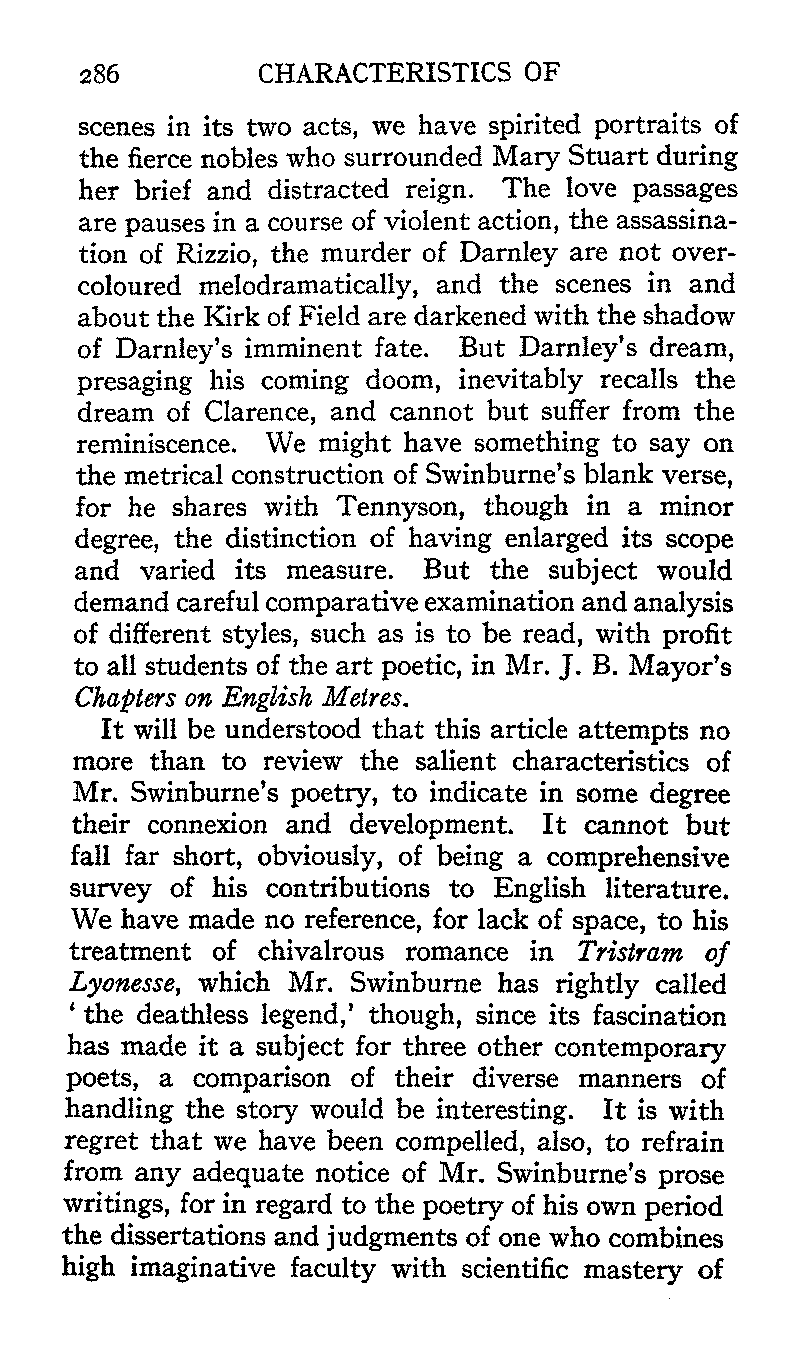 286 CHARACTERISTICS OF
scenes in its two acts, we have spirited portraits of
the fierce nobles who surrounded Mary Stuart during
her brief and distracted reign. The love passages
are pauses in a course of violent action, the assassina-
tion of Rizzio, the murder of Darnley are not over-
coloured melodramatically, and the scenes in and
about the Kirk of Field are darkened with the shadow
of Darnley's imminent fate. But Darnley's dream,
presaging his coming doom, inevitably recalls the
dream of Clarence, and cannot but suffer from the
reminiscence. We might have something to say on
the metrical construction of Swinburne's blank verse,
for he shares with Tennyson, though in a minor
degree, the distinction of having enlarged its scope
and varied its measure. But the subject would
demand careful comparative examination and analysis
of different styles, such as is to be read, with profit
to all students of the art poetic, in Mr. J. B. Mayor's
Chapters on English Metres.
It will be understood that this article attempts no
more than to review the salient characteristics of
Mr. Swinburne's poetry, to indicate in some degree
their connexion and development. It cannot but
fall far short, obviously, of being a comprehensive
survey of his contributions to English literature.
We have made no reference, for lack of space, to his
treatment of chivalrous romance in Tristram of
Lyonesse, which Mr. Swinburne has rightly called
‘ the deathless legend,’ though, since its fascination
has made it a subject for three other contemporary
poets, a comparison of their diverse manners of
handling the story would be interesting. It is with
regret that we have been compelled, also, to refrain
from any adequate notice of Mr. Swinburne's prose
writings, for in regard to the poetry of his own period
the dissertations and judgments of one who combines
high imaginative faculty with scientific mastery of